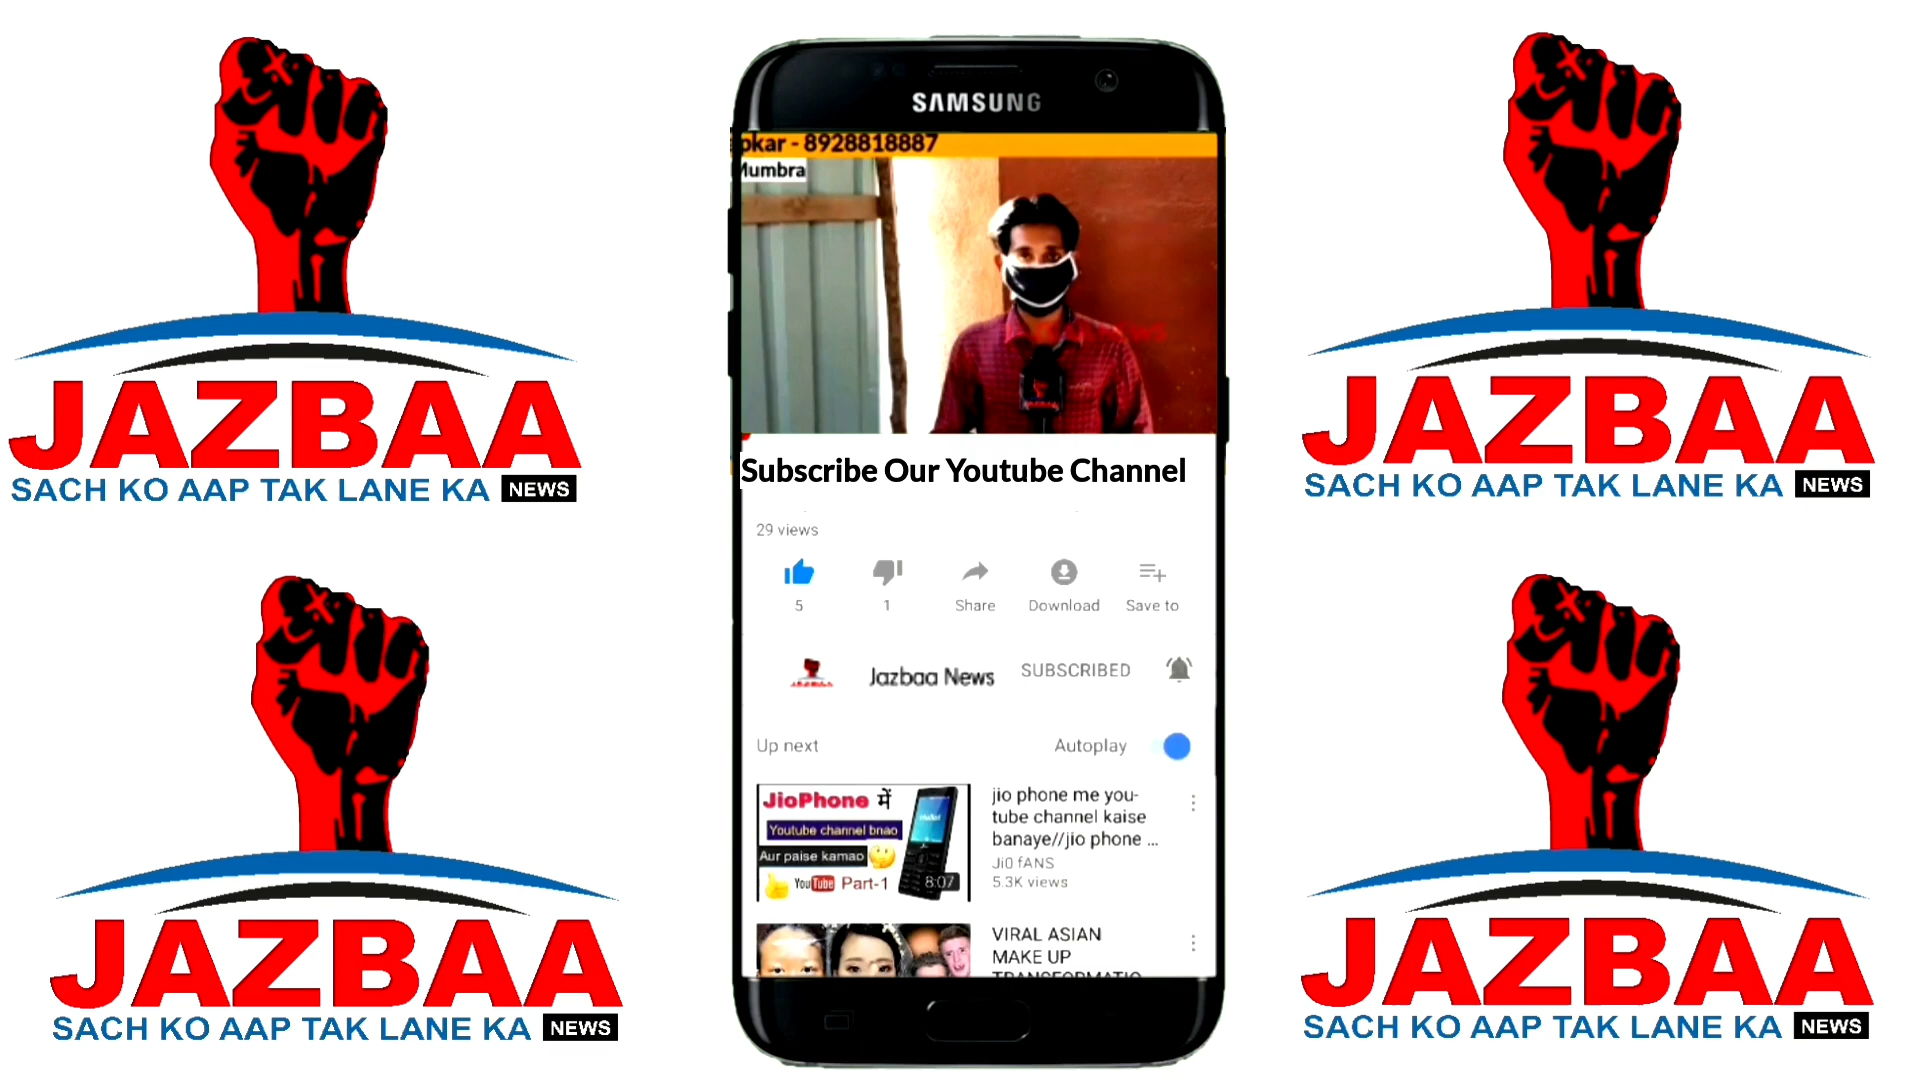 JAZBAA
SACH KO AAP TAK LANE KA NEWS
JAZBAA
SACH KO AAP TAK LANE KA NEWS
SAMSUNG
pkar - 8928818887
Mumbra
Subscribe Our Youtube Channel
29 views
5
1
Share
Download
Save to
JAZBAA
Jazbaa News
SUBSCRIBED
Up next
Autoplay
JioPhone में
Youtube channel bnao
Aur paise kamao
YouTube Part-1
8:07
jio phone me you-
tube channel kaise
banaye//jio phone ...
Ji0 fANS
5.3K views
VIRAL ASIAN
MAKE UP
TRANSFORMATIO
JAZBAA
SACH KO AAP TAK LANE KA NEWS
JAZBAA
SACH KO AAP TAK LANE KA NEWS